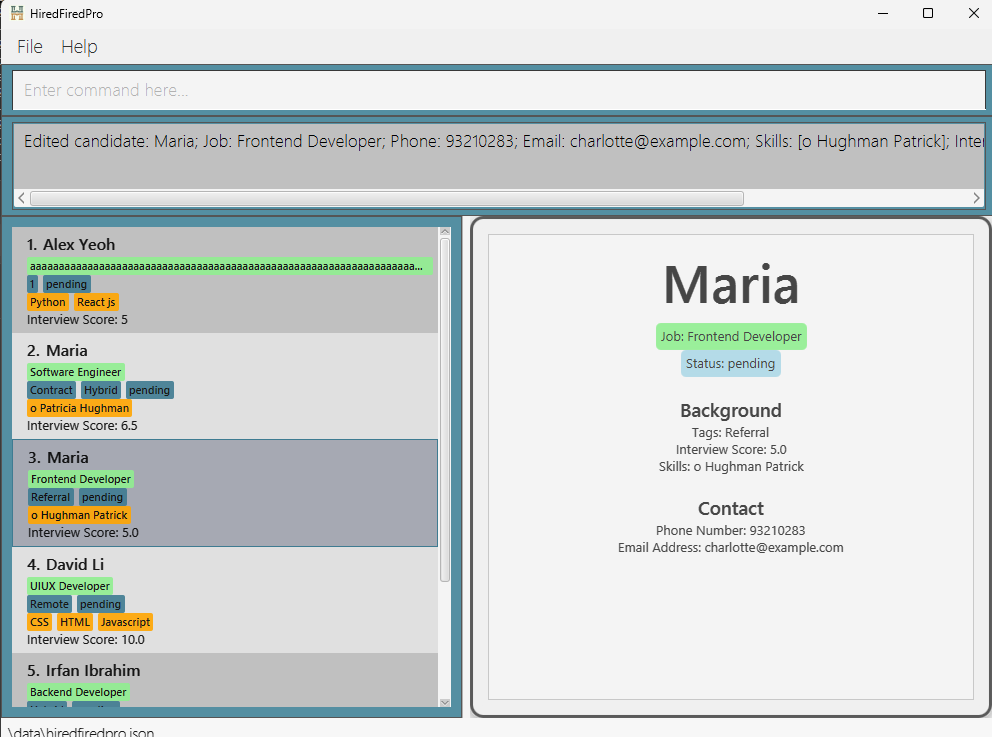 HiredFiredPro
File Help
Enter command here...
Edited candidate: Maria; Job: Frontend Developer; Phone: 93210283; Email: charlotte@example.com; Skills: [o Hughman Patrick]; Inter
1. Alex Yeoh
1 pending
Python React js
Interview Score: 5
2. Maria
Software Engineer
Contract Hybrid pending
o Patricia Hughman
Interview Score: 6.5
3. Maria
Frontend Developer
Referral pending
o Hughman Patrick
Interview Score: 5.0
4. David Li
UIUX Developer
Remote pending
CSS HTML Javascript
Interview Score: 10.0
5. Irfan Ibrahim
Backend Developer
Maria
Job: Frontend Developer
Status: pending
Background
Tags: Referral
Interview Score: 5.0
Skills: o Hughman Patrick
Contact
Phone Number: 93210283
Email Address: charlotte@example.com
.\data\hiredfiredpro.json